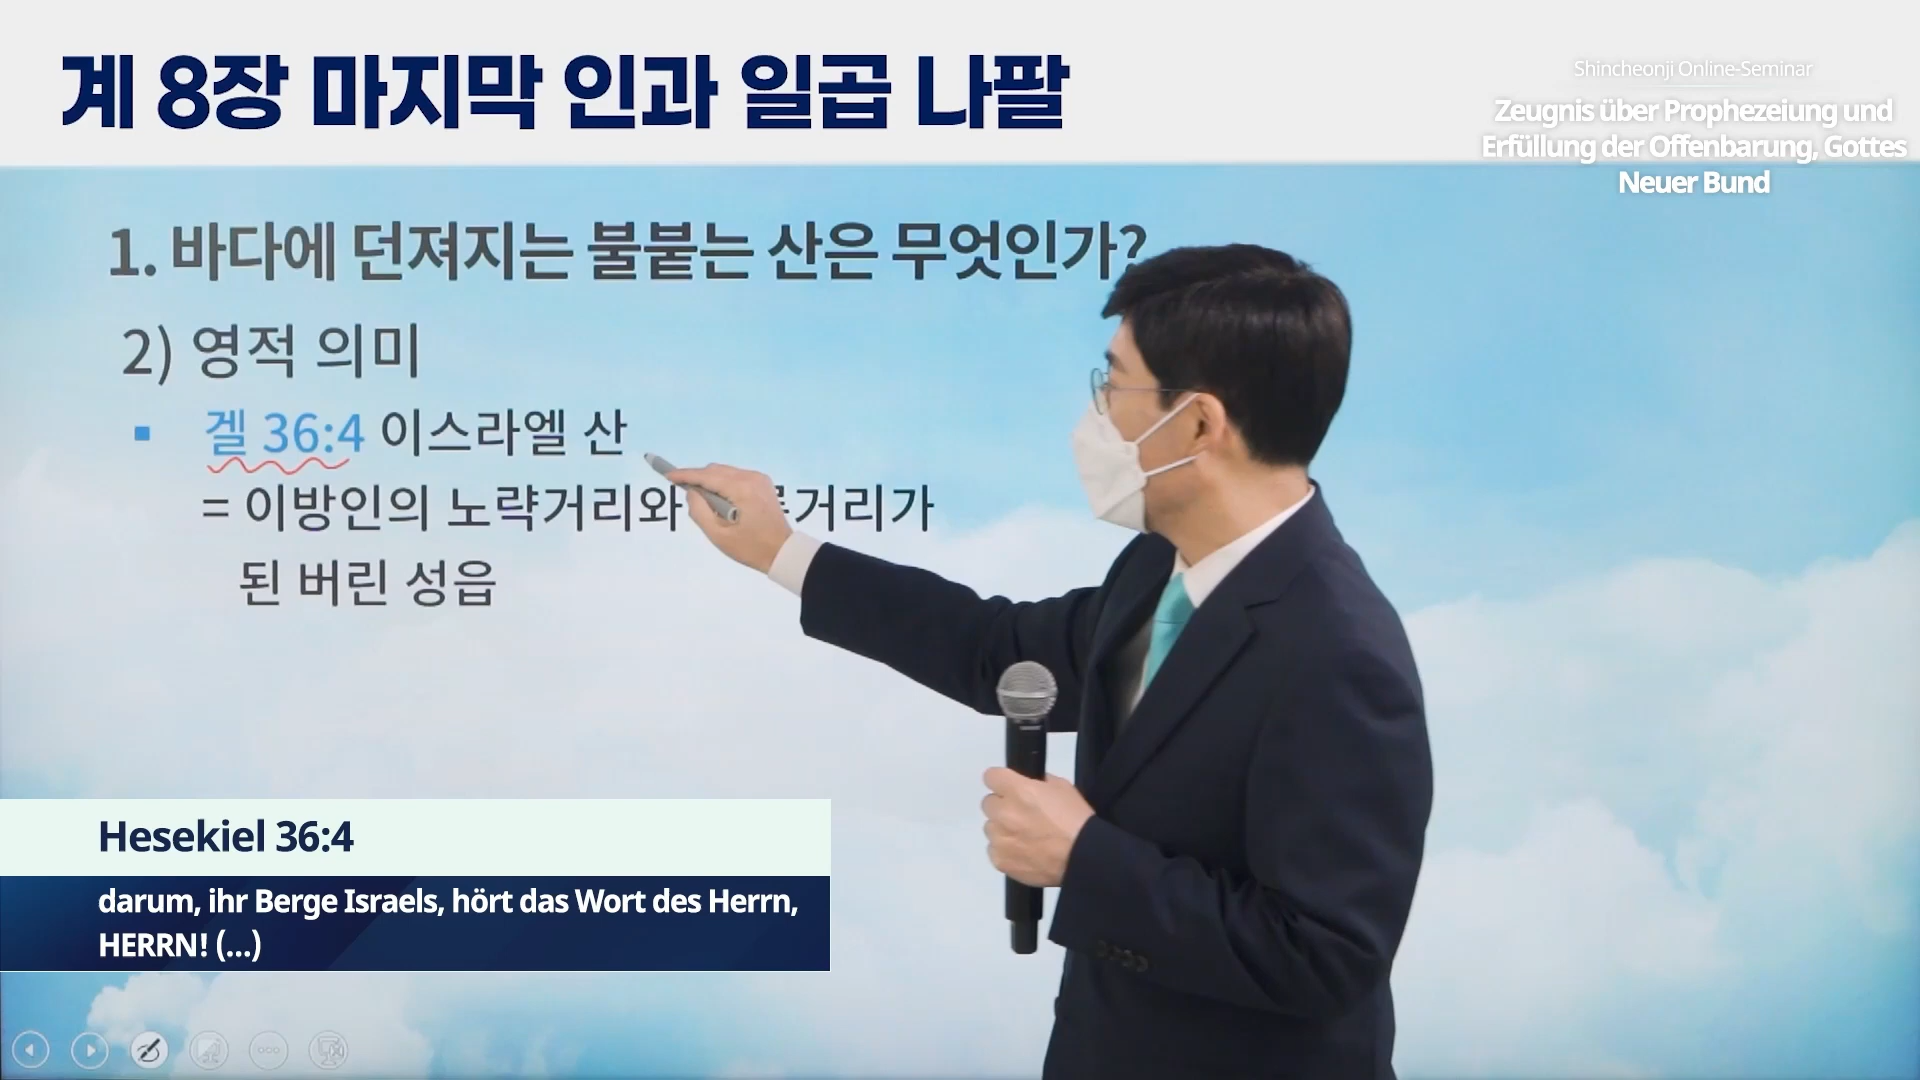 계 8장 마지막 인과 일곱 나팔
Shincheonji Online-Seminar
Zeugnis über Prophezeiung und
Erfüllung der Offenbarung, Gottes
Neuer Bund
1. 바다에 던져지는 불붙는 산은 무엇인가?
2) 영적 의미
▪ 겔 36:4 이스라엘 산
= 이방인의 노략거리와 거리가
된 버린 성읍
Hesekiel 36:4
darum, ihr Berge Israels, hört das Wort des Herrn,
HERRN! (...)